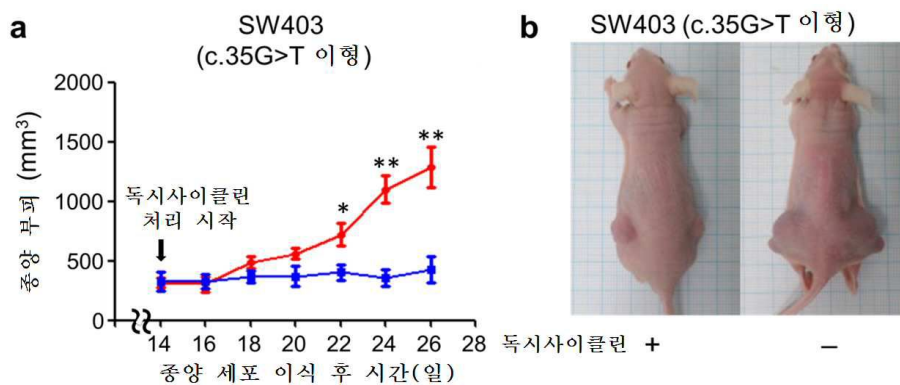 a
SW403
(c.35G>T 이형)
종양 부피 (mm3)
2000
1500
1000
500
0
독시사이클린
처리 시작
*
**
**
14 16 18 20 22 24 26 28
종양 세포 이식 후 시간(일)
b
SW403 (c.35G>T 이형)
독시사이클린 + −